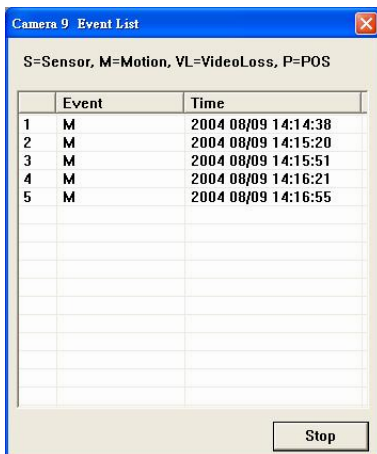 Camera 9 Event List
S=Sensor, M=Motion, VL=VideoLoss, P=POS
Event Time
1 M 2004 08/09 14:14:38
2 M 2004 08/09 14:15:20
3 M 2004 08/09 14:15:51
4 M 2004 08/09 14:16:21
5 M 2004 08/09 14:16:55
Stop